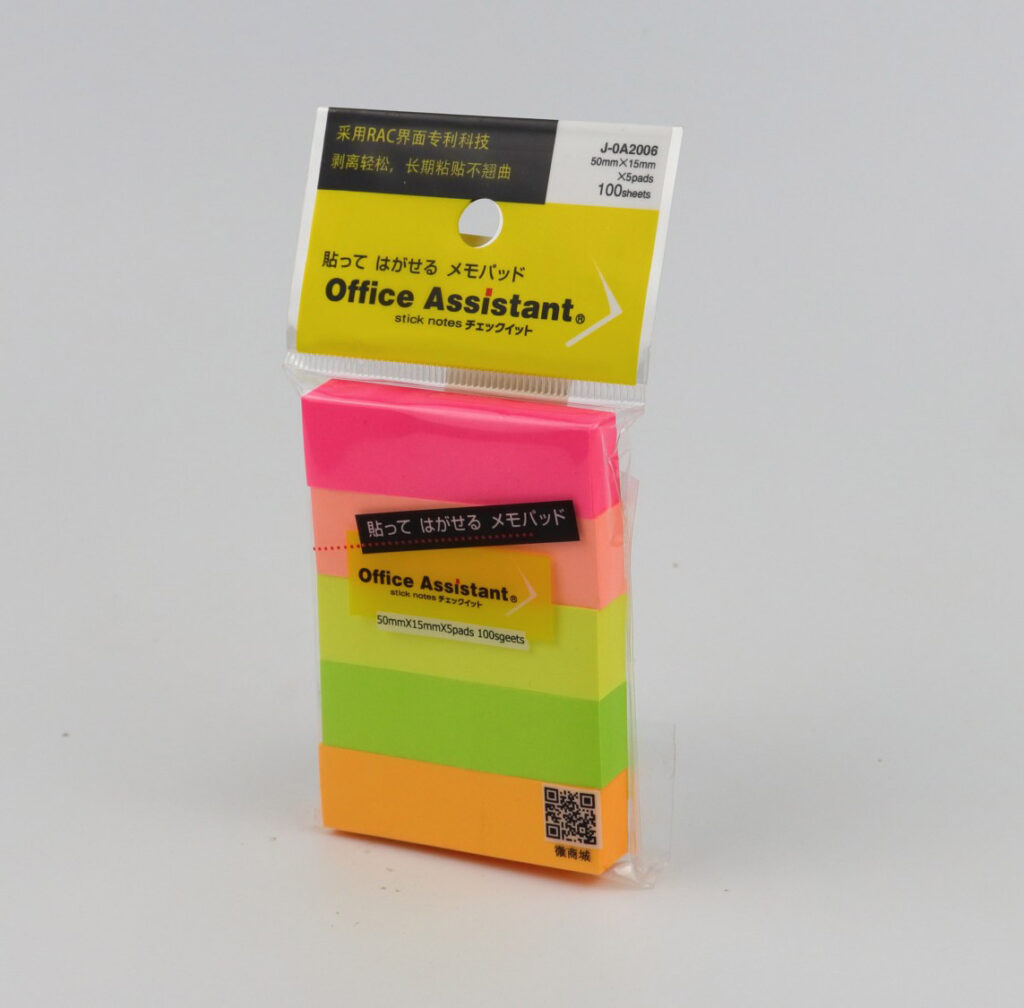 采用RAC界面专利科技
剥离轻松，长期粘贴不翘曲
J-0A2006
50mm×15mm
×5pads
100sheets
貼って はがせる メモパッド
Office Assistant®
stick notes チェックイット
貼って はがせる メモパッド
Office Assistant®
stick notes チェックイット
50mmX15mmX5pads 100sgeets
微商城